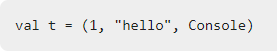 val t = (1, "hello", Console)